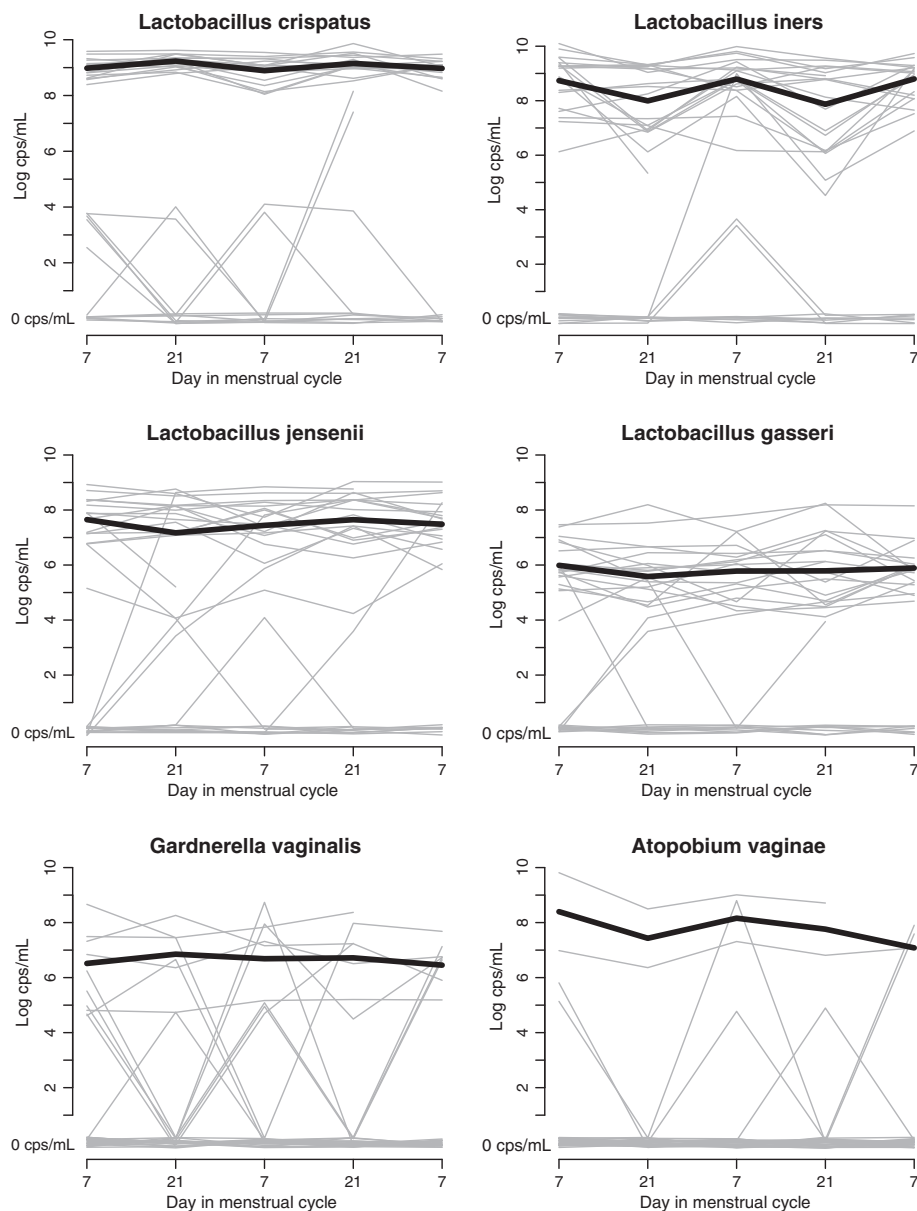 Lactobacillus crispatus
Log cps/mL
10
8
6
4
2
0 cps/mL
7 21 7 21 7
Day in menstrual cycle
Lactobacillus iners
Log cps/mL
10
8
6
4
2
0 cps/mL
7 21 7 21 7
Day in menstrual cycle
Lactobacillus jensenii
Log cps/mL
10
8
6
4
2
0 cps/mL
7 21 7 21 7
Day in menstrual cycle
Lactobacillus gasseri
Log cps/mL
10
8
6
4
2
0 cps/mL
7 21 7 21 7
Day in menstrual cycle
Gardnerella vaginalis
Log cps/mL
10
8
6
4
2
0 cps/mL
7 21 7 21 7
Day in menstrual cycle
Atopobium vaginae
Log cps/mL
10
8
6
4
2
0 cps/mL
7 21 7 21 7
Day in menstrual cycle